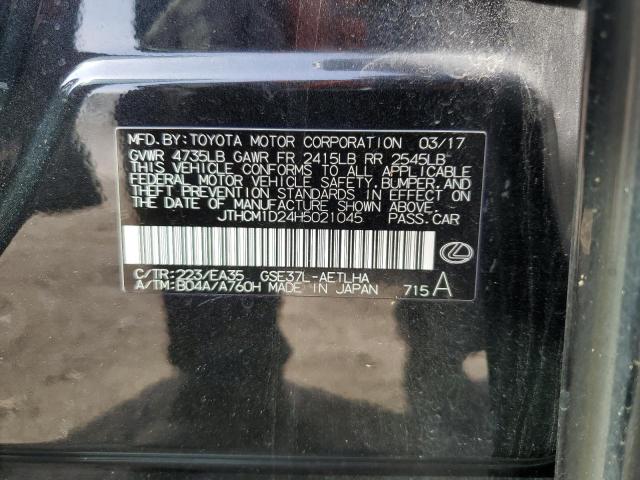 MFD. BY: TOYOTA MOTOR CORPORATION 03/17
GVWR 4735LB GAWR FR 2415LB RR 2545LB
THIS VEHICLE CONFORMS TO ALL APPLICABLE
FEDERAL MOTOR VEHICLE SAFETY, BUMPER, AND
THEFT PREVENTION STANDARDS IN EFFECT ON
THE DATE OF MANUFACTURE SHOWN ABOVE.
JTHCM1D24H5021045 PASS.CAR
C/TR:223/EA35 GSE37L-AETLHA
A/TM:B04A/A760H MADE IN JAPAN 715 A